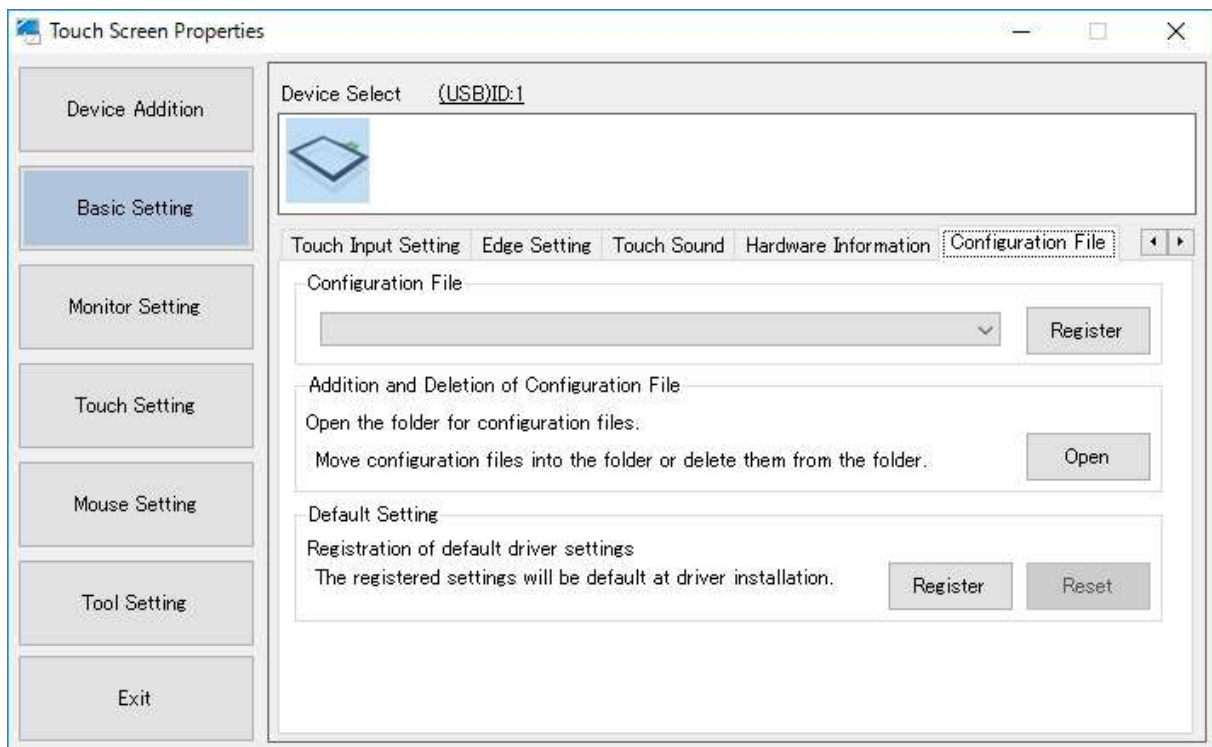 Touch Screen Properties
Device Addition
Basic Setting
Monitor Setting
Touch Setting
Mouse Setting
Tool Setting
Exit
Device Select (USB)ID:1
Touch Input Setting Edge Setting Touch Sound Hardware Information Configuration File
Configuration File
Register
Addition and Deletion of Configuration File
Open the folder for configuration files.
Move configuration files into the folder or delete them from the folder.
Open
Default Setting
Registration of default driver settings
The registered settings will be default at driver installation.
Register Reset